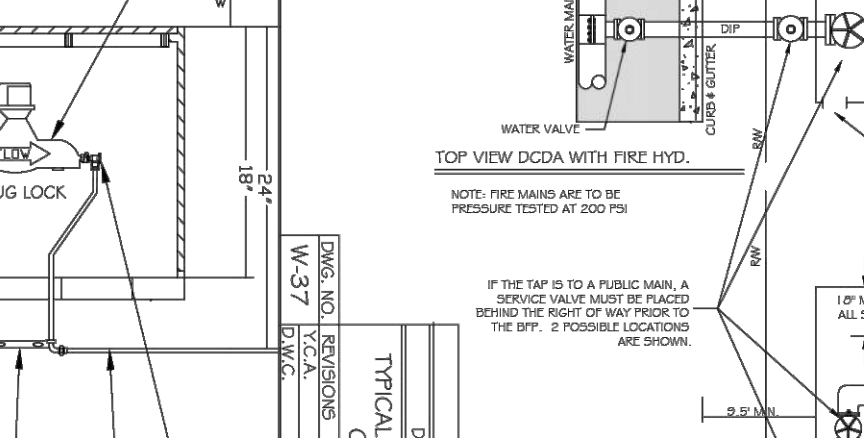 W
FLOW
UG LOCK
18"
24"
DWG. NO.
W-37
REVISIONS
Y.C.A.
D.W.C.
TYPICAL
WATER MAI
DIP
CURB & GUTTER
WATER VALVE
R/W
TOP VIEW DCDA WITH FIRE HYD.
NOTE: FIRE MAINS ARE TO BE
PRESSURE TESTED AT 200 PSI
R/W
IF THE TAP IS TO A PUBLIC MAIN, A
SERVICE VALVE MUST BE PLACED
BEHIND THE RIGHT OF WAY PRIOR TO
THE BFP. 2 POSSIBLE LOCATIONS
ARE SHOWN.
18" M
ALL S
9.5' MIN.